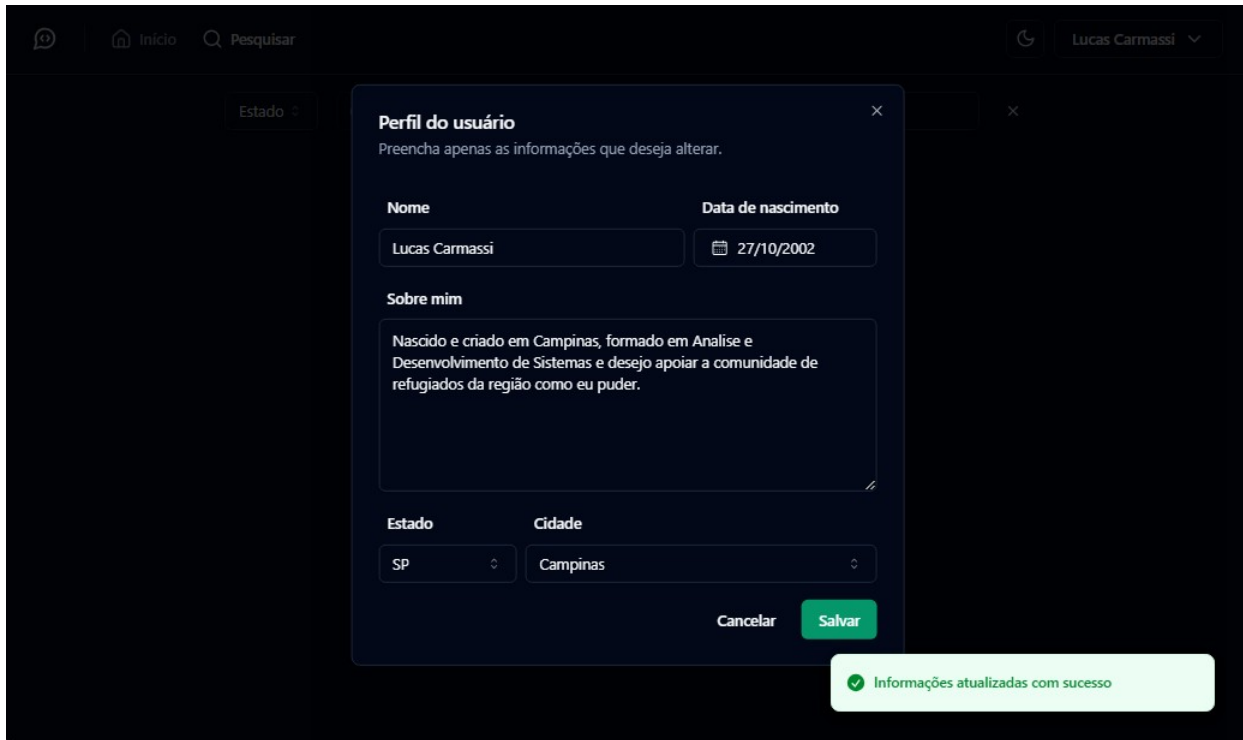 Início
Pesquisar
Lucas Carmassi
Estado
Perfil do usuário
Preencha apenas as informações que deseja alterar.
Nome
Data de nascimento
Lucas Carmassi
27/10/2002
Sobre mim
Nascido e criado em Campinas, formado em Analise e
Desenvolvimento de Sistemas e desejo apoiar a comunidade de
refugiados da região como eu puder.
Estado
Cidade
SP
Campinas
Cancelar
Salvar
Informações atualizadas com sucesso